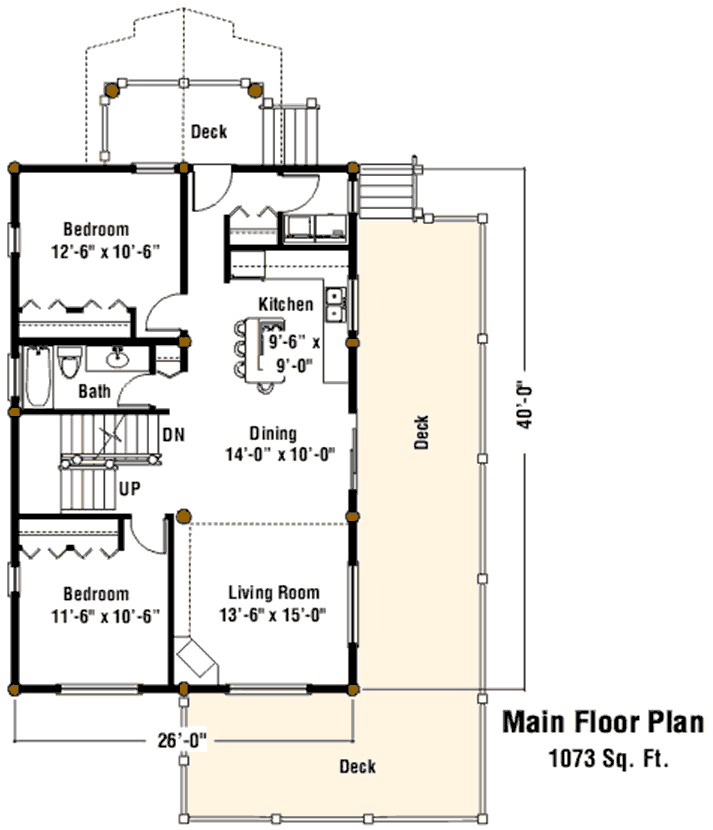 Deck
Bedroom
12'-6" x 10'-6"
Kitchen
9'-6" x
9'-0"
Bath
DN
UP
Dining
14'-0" x 10'-0"
Deck
40'-0"
Bedroom
11'-6" x 10'-6"
Living Room
13'-6" x 15'-0"
26'-0"
Deck
Main Floor Plan
1073 Sq. Ft.